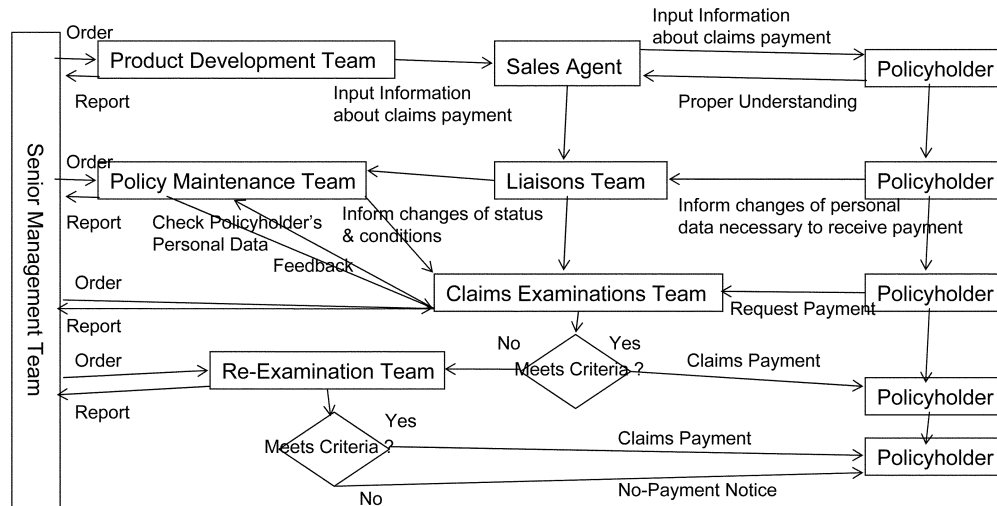 Order
Input Information
about claims payment
Product Development Team
Sales Agent
Policyholder
Report
Input Information
about claims payment
Proper Understanding
Senior Management Team
Order
Policy Maintenance Team
Liaisons Team
Policyholder
Report
Check Policyholder's
Personal Data
Inform changes of status
& conditions
Inform changes of personal
data necessary to receive payment
Feedback
Order
Claims Examinations Team
Policyholder
Request Payment
Report
No
Yes
Order
Re-Examination Team
Meets Criteria ?
Claims Payment
Policyholder
Report
Yes
Meets Criteria ?
Claims Payment
Policyholder
No
No-Payment Notice